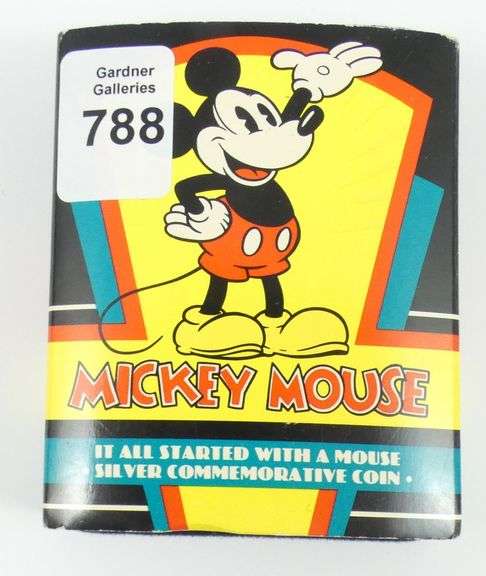 Gardner
Galleries
788
MICKEY MOUSE
IT ALL STARTED WITH A MOUSE
• SILVER COMMEMORATIVE COIN •